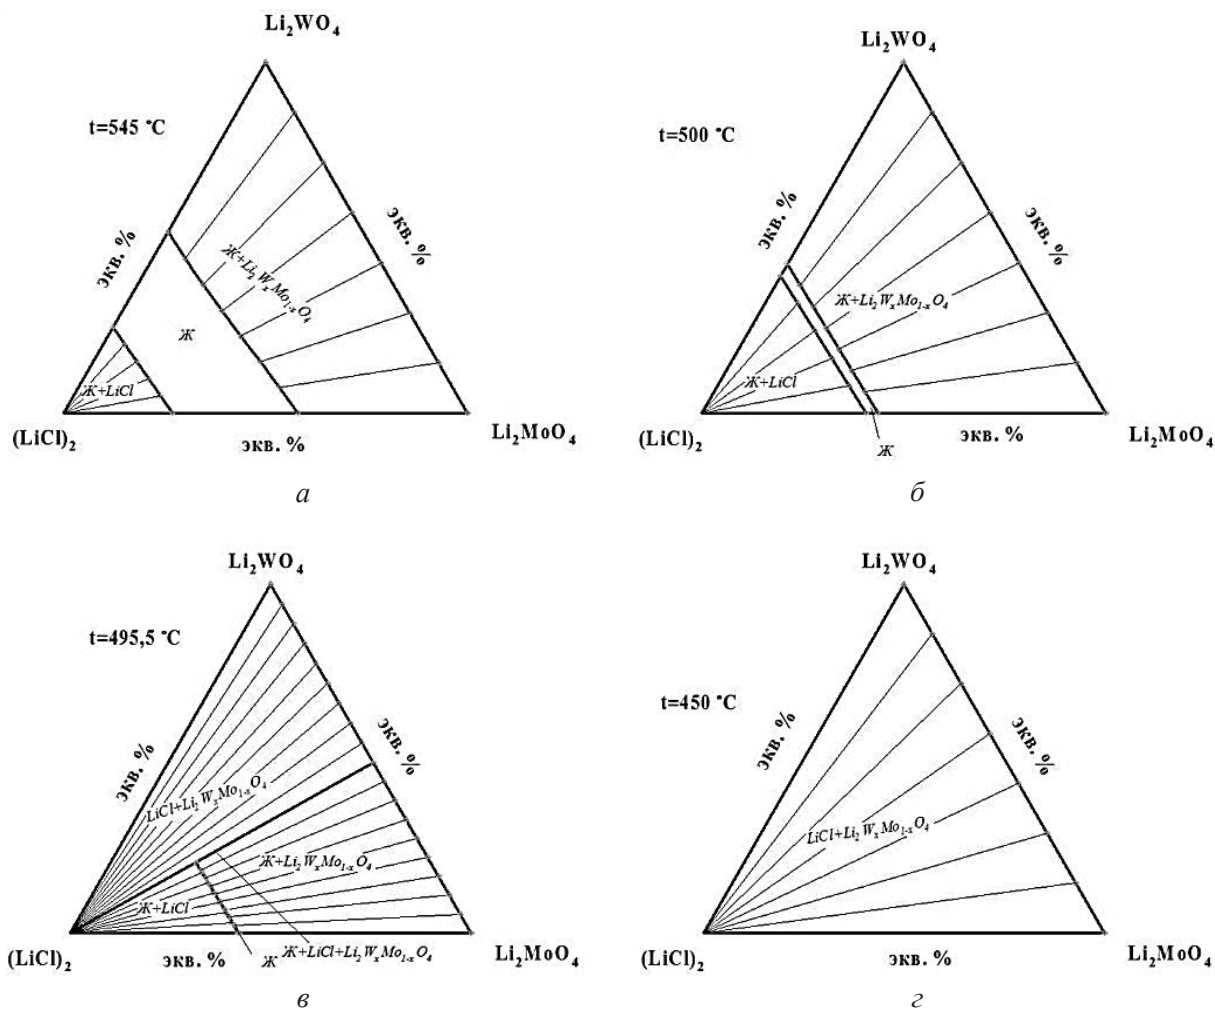 Li2WO4
t=545 °C
экв. %
экв. %
Ж+Li2WxMo1-xO4
Ж
Ж+LiCl
(LiCl)2
экв. %
Li2MoO4
а
Li2WO4
t=500 °C
экв. %
экв. %
Ж+Li2WxMo1-xO4
Ж+LiCl
(LiCl)2
Ж
экв. %
Li2MoO4
б
Li2WO4
t=495,5 °C
экв. %
экв. %
LiCl+Li2WxMo1-xO4
Ж+Li2WxMo1-xO4
Ж+LiCl
(LiCl)2
экв. %
Ж
Ж+LiCl+Li2WxMo1-xO4
Li2MoO4
в
Li2WO4
t=450 °C
экв. %
экв. %
LiCl+Li2WxMo1-xO4
(LiCl)2
экв. %
Li2MoO4
г